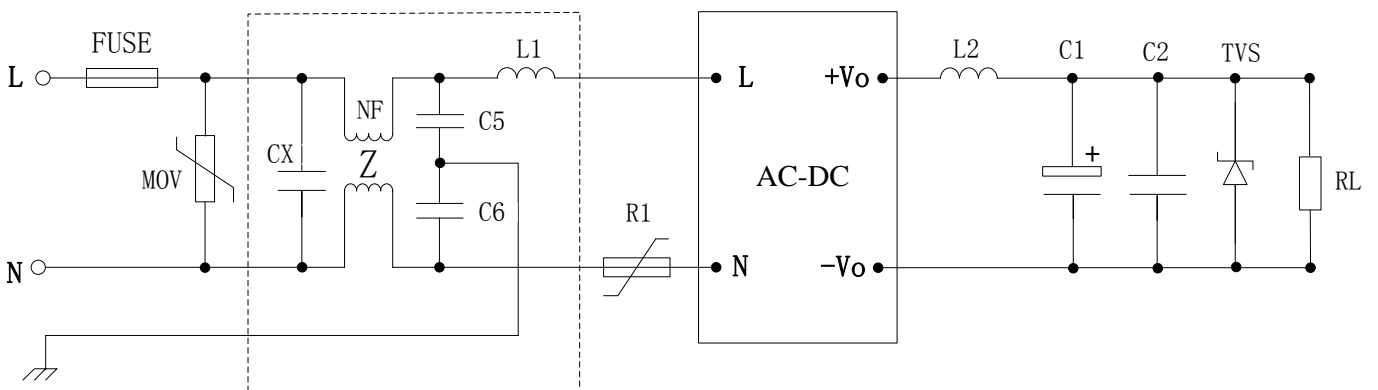 FUSE
L1
L2
C1
C2
TVS
L
L
+Vo
NF
C5
CX
Z
+
MOV
AC-DC
RL
C6
R1
N
N
-Vo